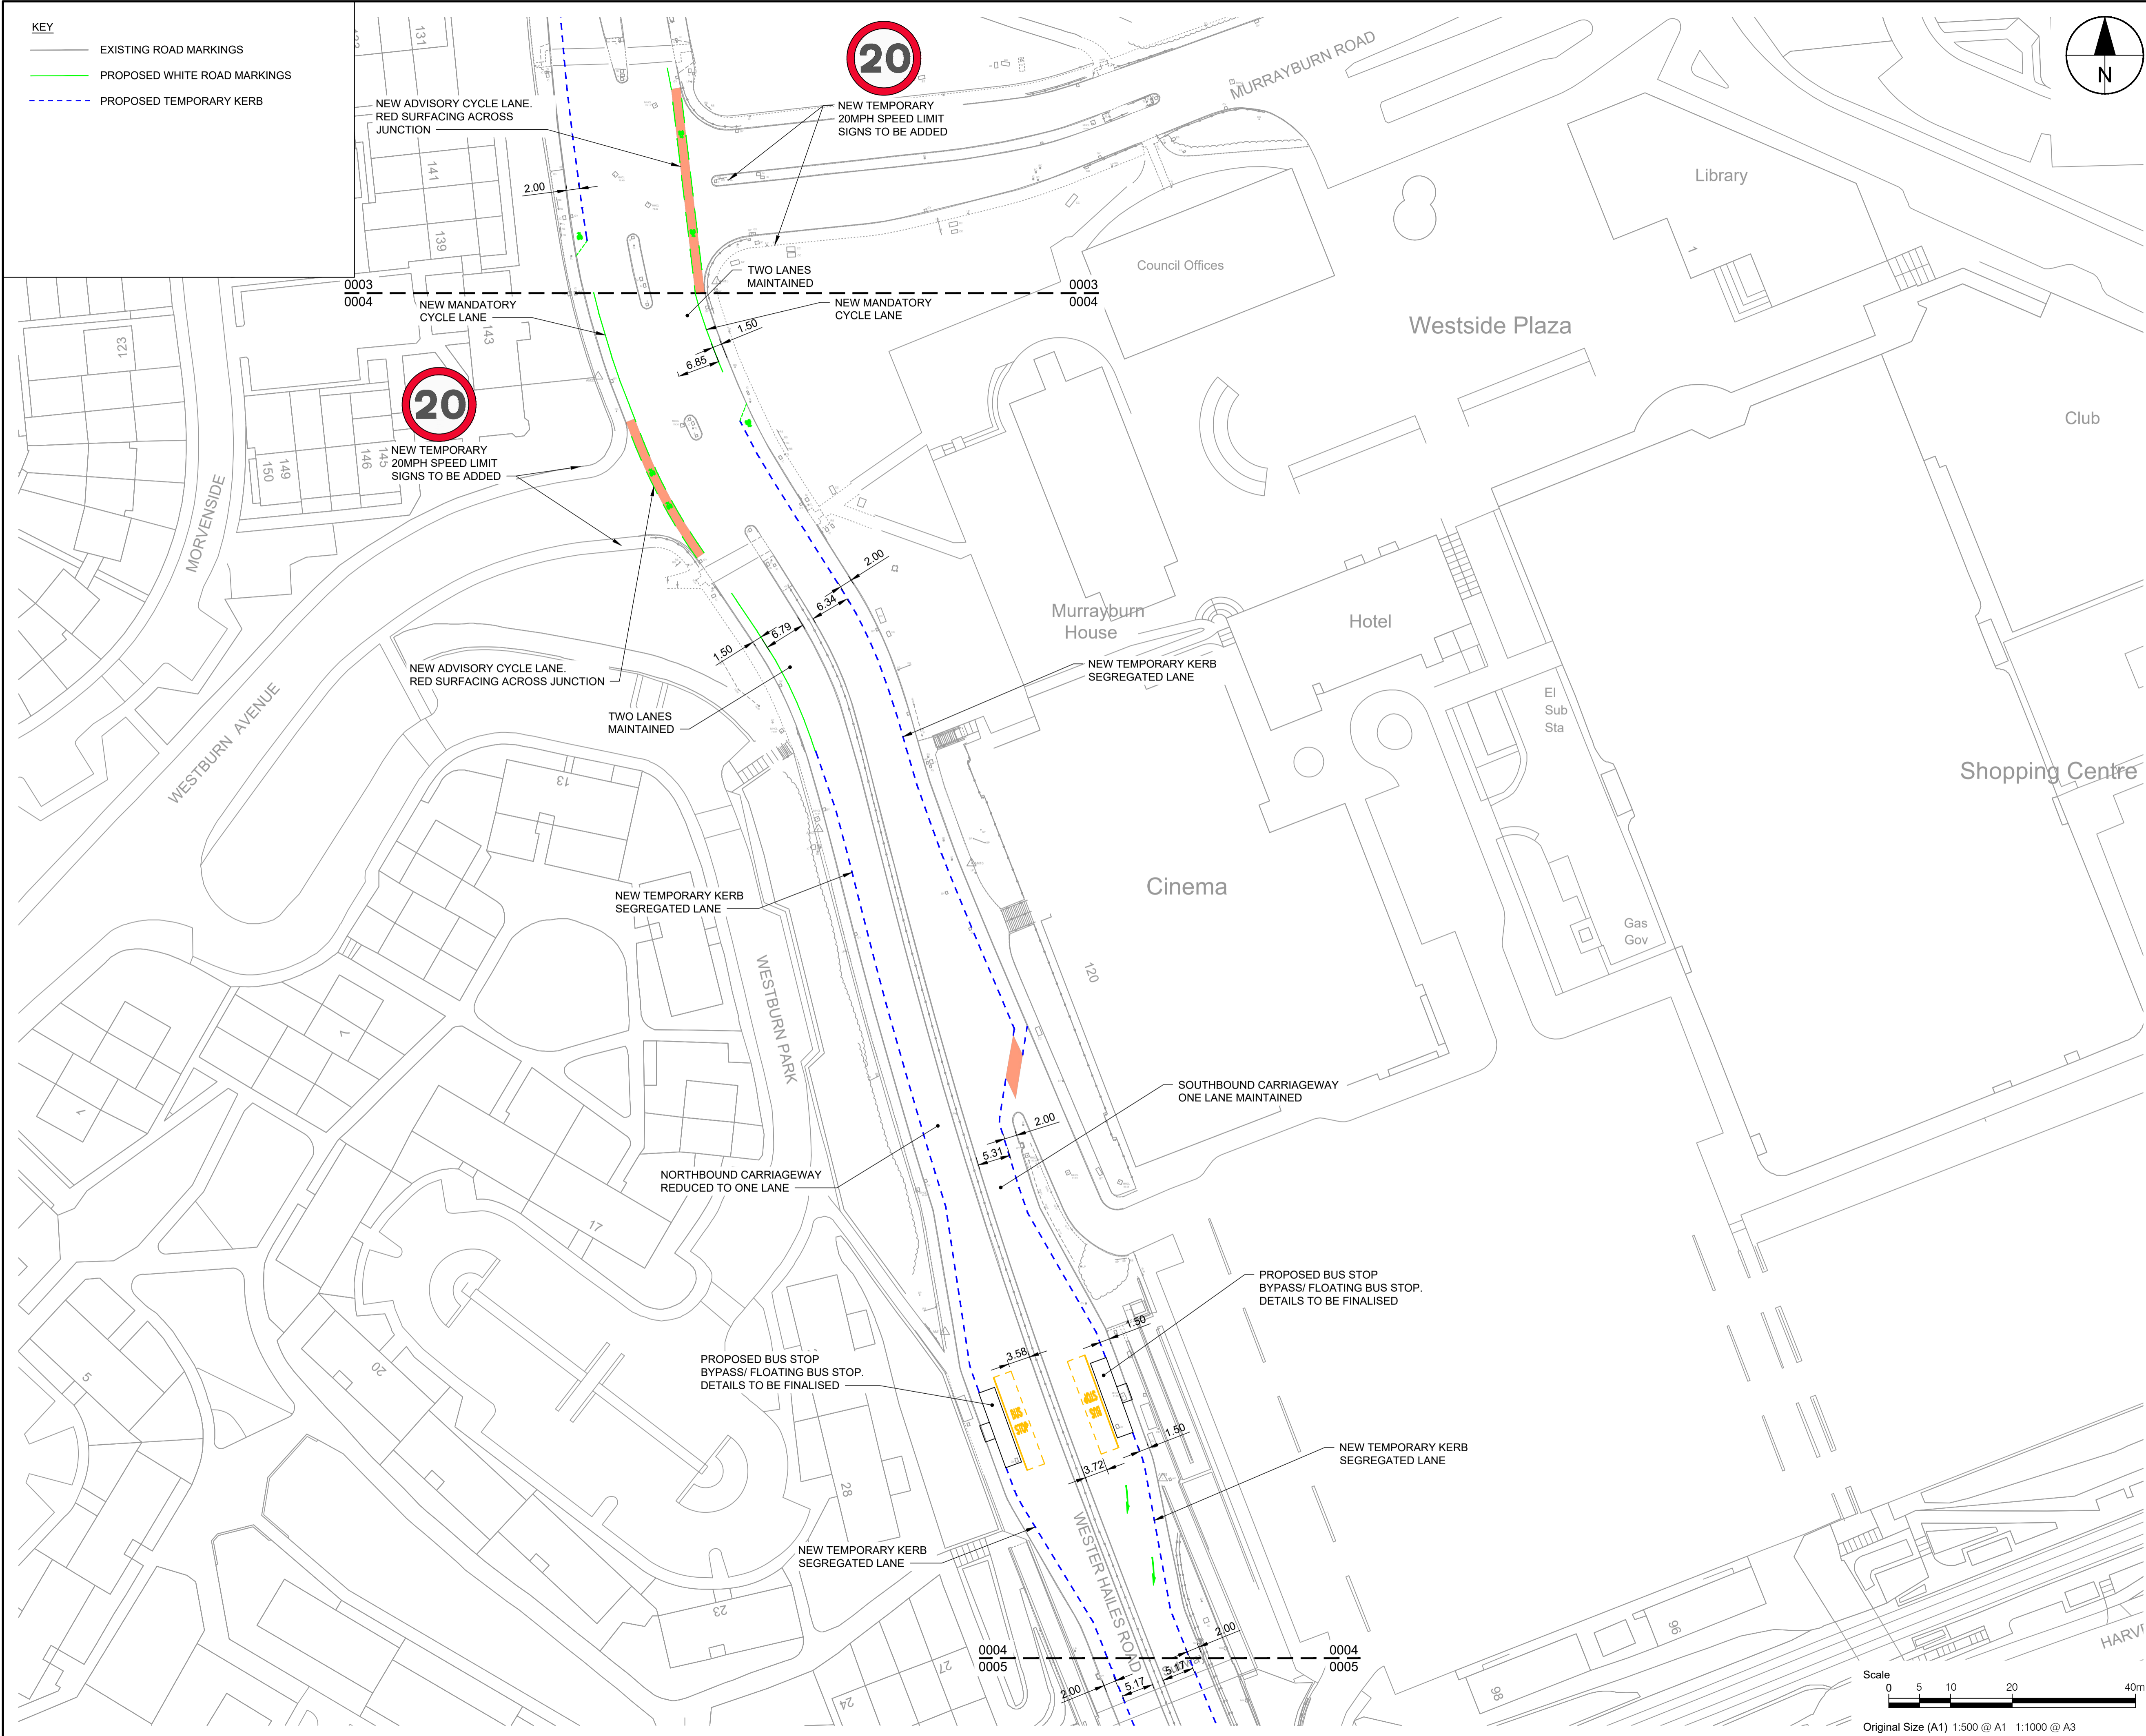 KEY
EXISTING ROAD MARKINGS
PROPOSED WHITE ROAD MARKINGS
PROPOSED TEMPORARY KERB
131
20
MURRAYBURN ROAD
N
NEW ADVISORY CYCLE LANE.
RED SURFACING ACROSS
JUNCTION
NEW TEMPORARY
20MPH SPEED LIMIT
SIGNS TO BE ADDED
141
2.00
Library
139
1
Council Offices
TWO LANES
MAINTAINED
0003
0004
0003
0004
NEW MANDATORY
CYCLE LANE
NEW MANDATORY
CYCLE LANE
143
123
1.50
6.85
Westside Plaza
20
Club
NEW TEMPORARY
20MPH SPEED LIMIT
SIGNS TO BE ADDED
150
149
146
145
MORVENSIDE
2.00
6.34
6.79
1.50
Murrayburn
House
Hotel
NEW ADVISORY CYCLE LANE.
RED SURFACING ACROSS JUNCTION
NEW TEMPORARY KERB
SEGREGATED LANE
WESTBURN AVENUE
El
Sub
Sta
TWO LANES
MAINTAINED
13
Shopping Centre
NEW TEMPORARY KERB
SEGREGATED LANE
Cinema
Gas
Gov
WESTBURN PARK
120
7
7
SOUTHBOUND CARRIAGEWAY
ONE LANE MAINTAINED
2.00
5.31
NORTHBOUND CARRIAGEWAY
REDUCED TO ONE LANE
17
PROPOSED BUS STOP
BYPASS/ FLOATING BUS STOP.
DETAILS TO BE FINALISED
1.50
3.58
PROPOSED BUS STOP
BYPASS/ FLOATING BUS STOP.
DETAILS TO BE FINALISED
5
20
BUS
STOP
BUS
STOP
1.50
3.72
NEW TEMPORARY KERB
SEGREGATED LANE
28
WESTER HAILES ROAD
NEW TEMPORARY KERB
SEGREGATED LANE
23
2.00
96
0004
0005
0004
0005
27
5.17
5.17
2.00
24
98
HARV
Scale
0 5 10 20 40m
Original Size (A1) 1:500 @ A1 1:1000 @ A3